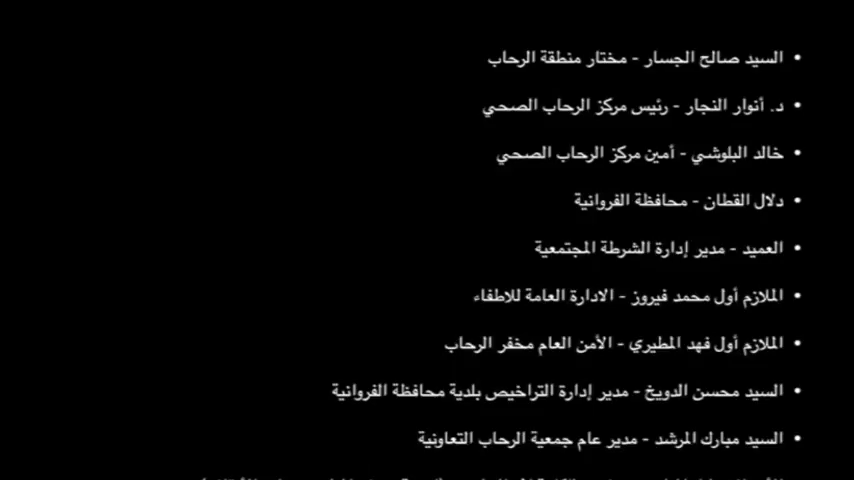 • السيد صالح الجسار - مختار منطقة الرحاب
• د. أنوار النجار - رئيس مركز الرحاب الصحي
• خالد البلوشي - أمين مركز الرحاب الصحي
• دلال القطان - محافظة الفروانية
• العميد - مدير إدارة الشرطة المجتمعية
• الملازم أول محمد فيروز - الادارة العامة للاطفاء
• الملازم أول فهد المطيري - الأمن العام مخفر الرحاب
• السيد محسن الدويخ - مدير إدارة التراخيص بلدية محافظة الفروانية
• السيد مبارك المرشد - مدير عام جمعية الرحاب التعاونية